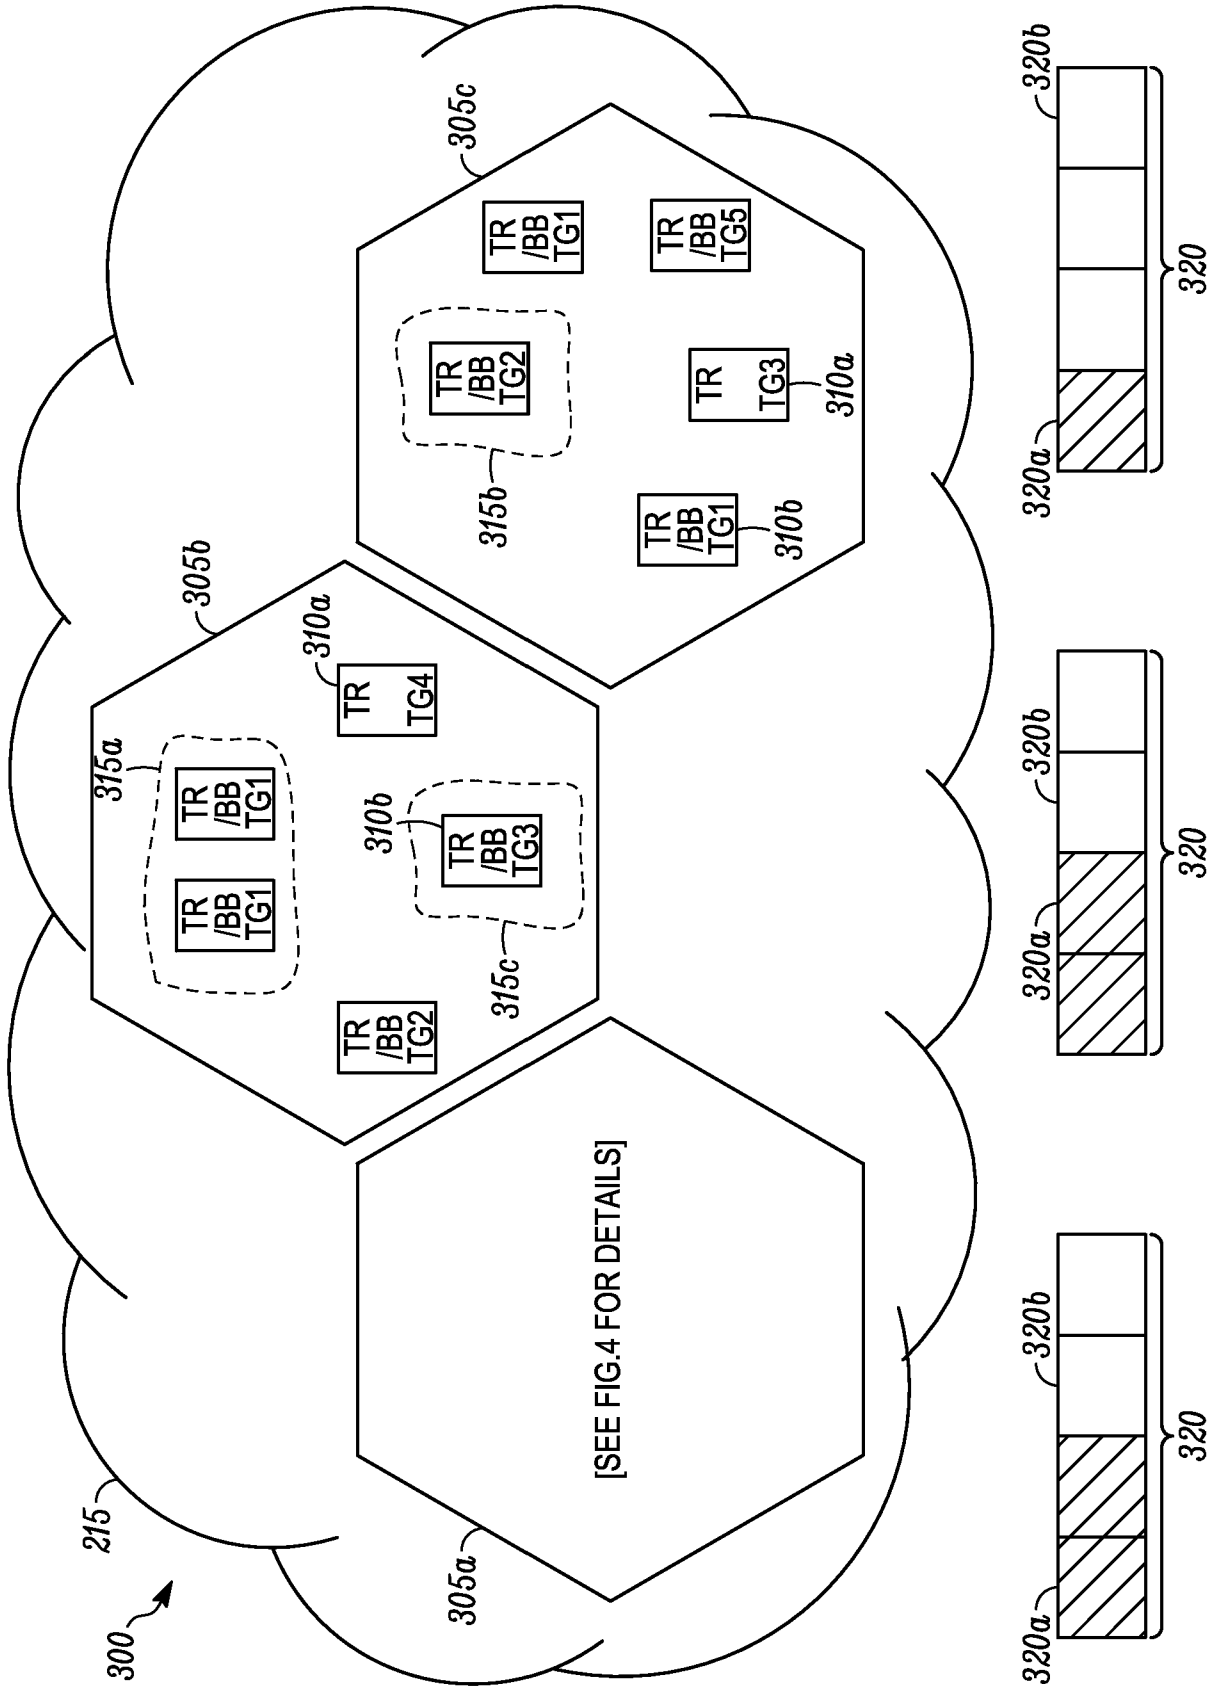 300
215
305a
[SEE FIG.4 FOR DETAILS]
305b
315a
TR
/BB
TG1
TR
/BB
TG1
TR
/BB
TG2
310a
TR
TG4
310b
TR
/BB
TG3
315c
305c
TR
/BB
TG1
315b
TR
/BB
TG2
TR
/BB
TG5
TR
TG3
310a
TR
/BB
TG1
310b
320a
320b
320
320a
320b
320
320a
320b
320